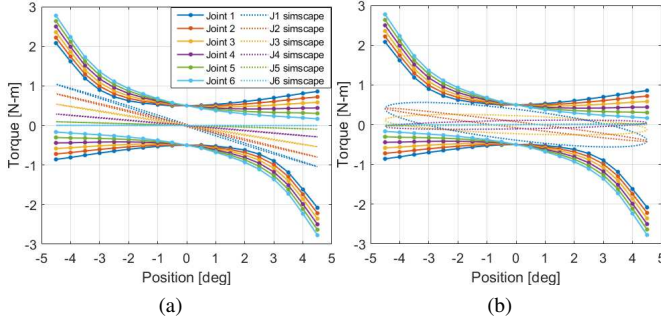 3
2
1
0
-1
-2
-3
Torque [N-m]
-5 -4 -3 -2 -1 0 1 2 3 4 5
Position [deg]
Joint 1 J1 simscape
Joint 2 J2 simscape
Joint 3 J3 simscape
Joint 4 J4 simscape
Joint 5 J5 simscape
Joint 6 J6 simscape
(a)
3
2
1
0
-1
-2
-3
Torque [N-m]
-5 -4 -3 -2 -1 0 1 2 3 4 5
Position [deg]
(b)